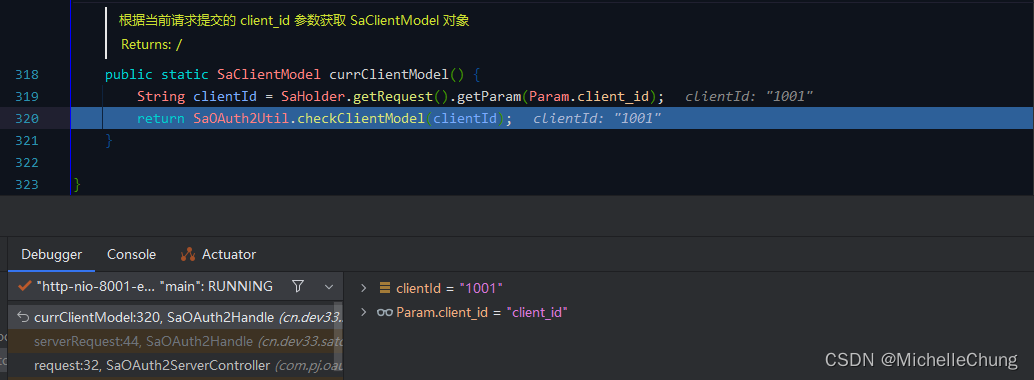 根据当前请求提交的 client_id 参数获取 SaClientModel 对象
Returns: /
318 public static SaClientModel currClientModel() {
319 String clientId = SaHolder.getRequest().getParam(Param.client_id); clientId: "1001"
320 return SaOAuth2Util.checkClientModel(clientId); clientId: "1001"
321 }
322
323 }
Debugger Console Actuator
"http-nio-8001-e... "main": RUNNING
clientId = "1001"
Param.client_id = "client_id"
currClientModel:320, SaOAuth2Handle (cn.dev33.
serverRequest:44, SaOAuth2Handle (cn.dev33.sato
request:32, SaOAuth2ServerController (com.pj.oau
CSDN @MichelleChung